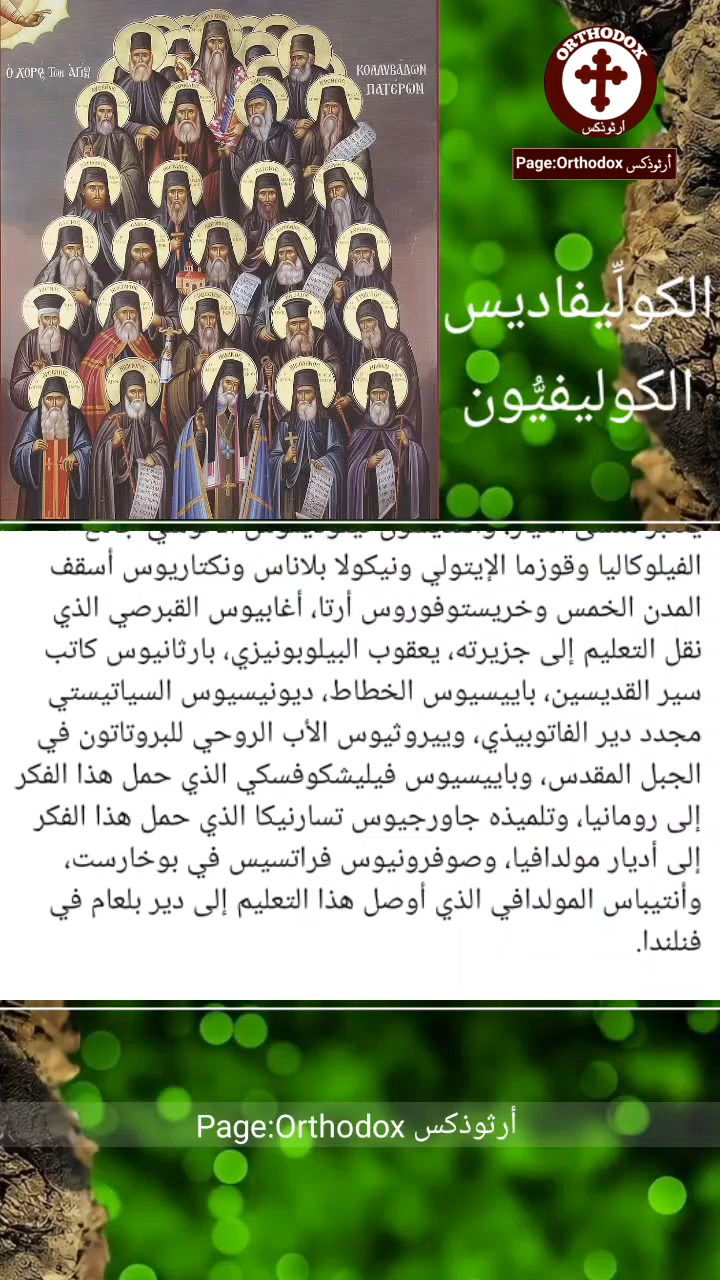 Ὁ ΧΟΡΟΣ ΤΩΝ ἉΓΙΩΝ
ΚΟΛΛΥΒΑΔΩΝ
ΠΑΤΕΡΩΝ
ORTHODOX
أرثوذكس
Page:Orthodox أرثوذكس
الكولِّيفاديس
الكوليفيُّون
الفيلوكاليا وقوزما الإيتولي ونيكولا بلاناس ونكتاريوس أسقف
المدن الخمس وخريستوفوروس أرتا، أغابيوس القبرصي الذي
نقل التعليم إلى جزيرته، يعقوب البيلوبونيزي، بارثانيوس كاتب
سير القديسين، باييسيوس الخطاط، ديونيسيوس السياتيستي
مجدد دير الفاتوبيذي، وييروثيوس الأب الروحي للبروتاتون في
الجبل المقدس، وباييسيوس فيليشكوفسكي الذي حمل هذا الفكر
إلى رومانيا، وتلميذه جاورجيوس تسارنيكا الذي حمل هذا الفكر
إلى أديار مولدافيا، وصوفرونيوس فراتسيس في بوخارست،
وأنتيباس المولدافي الذي أوصل هذا التعليم إلى دير بلعام في
فنلندا.
Page:Orthodox أرثوذكس